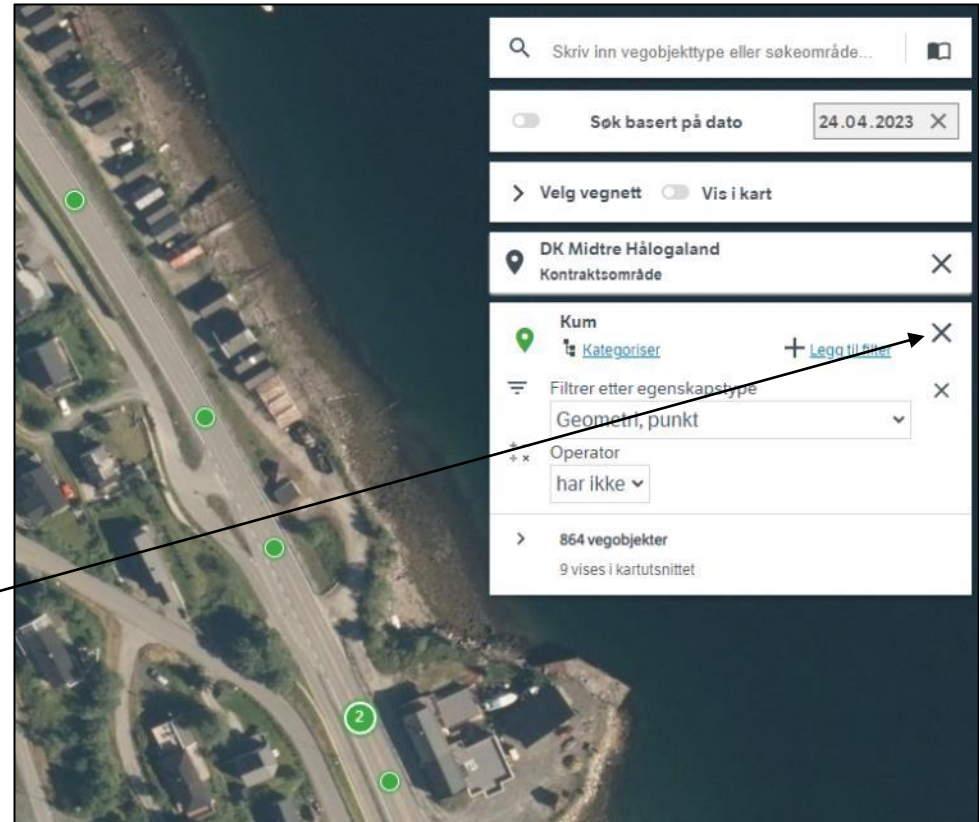 Skriv inn vegobjekttype eller søkeområde...
Søk basert på dato 24.04.2023
Velg vegnett Vis i kart
DK Midtre Hålogaland
Kontraktsområde
Kum
Kategoriser Legg til filter
Filtrer etter egenskapstype
Geometri, punkt
Operator
har ikke
864 vegobjekter
9 vises i kartutsnittet
2